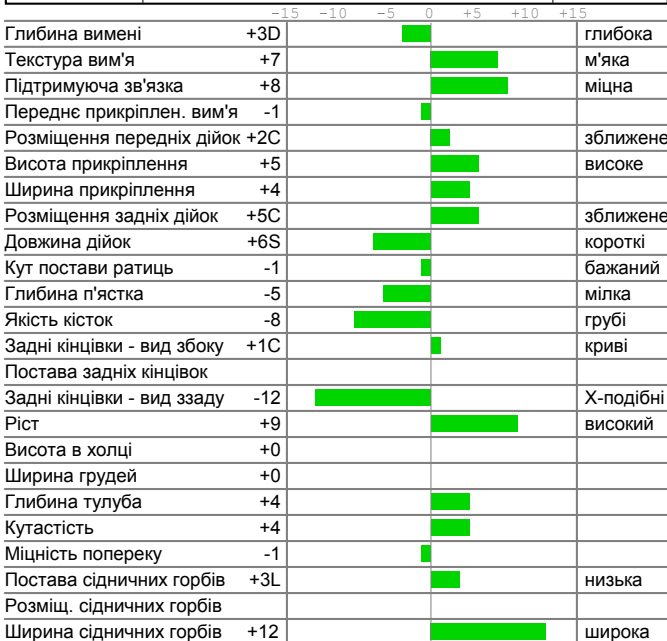 -15 -10 -5 0 +5 +10 +15
Глибина вимені +3D глибока
Текстура вим'я +7 м'яка
Підтримуюча зв'язка +8 міцна
Переднє прикріплен. вим'я -1
Розміщення передніх дійок +2C зближене
Висота прикріплення +5 високе
Ширина прикріплення +4
Розміщення задніх дійок +5C зближене
Довжина дійок +6S короткі
Кут постави ратиць -1 бажаний
Глибина п'ястка -5 мілка
Якість кісток -8 грубі
Задні кінцівки - вид збоку +1C криві
Постава задніх кінцівок
Задні кінцівки - вид ззаду -12 Х-подібні
Ріст +9 високий
Висота в холці +0
Ширина грудей +0
Глибина тулуба +4
Кутастість +4
Міцність попереку -1
Постава сідничних горбів +3L низька
Розміщ. сідничних горбів
Ширина сідничних горбів +12 широка